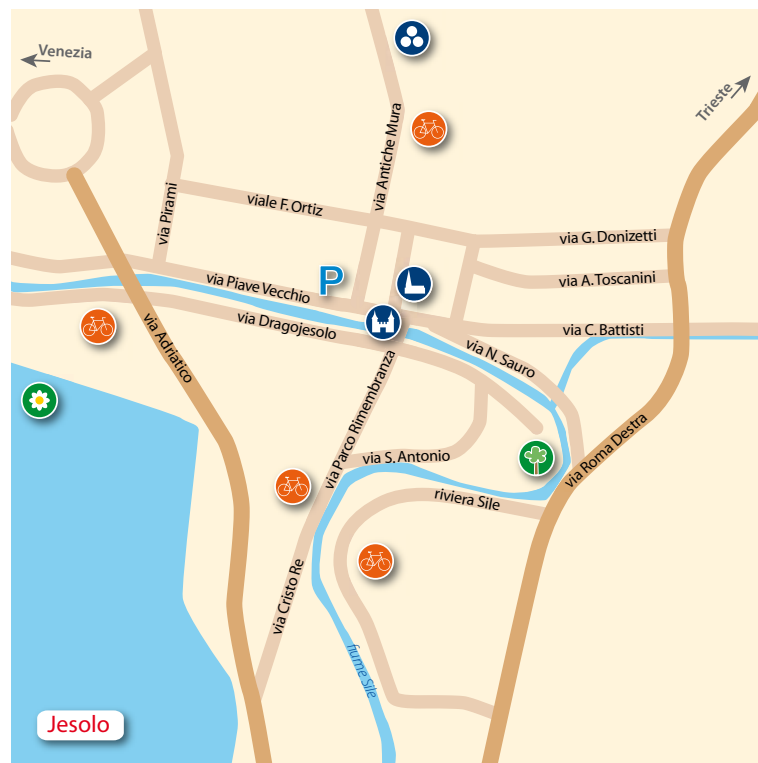 Venezia
Trieste
via Antiche Mura
via Pirami
viale F. Ortiz
via G. Donizetti
via A. Toscanini
via Piave Vecchio
P
via Dragojesolo
via C. Battisti
via N. Sauro
via Adriatico
via Parco Rimembranza
via S. Antonio
via Roma Destra
riviera Sile
via Cristo Re
fiume Sile
Jesolo